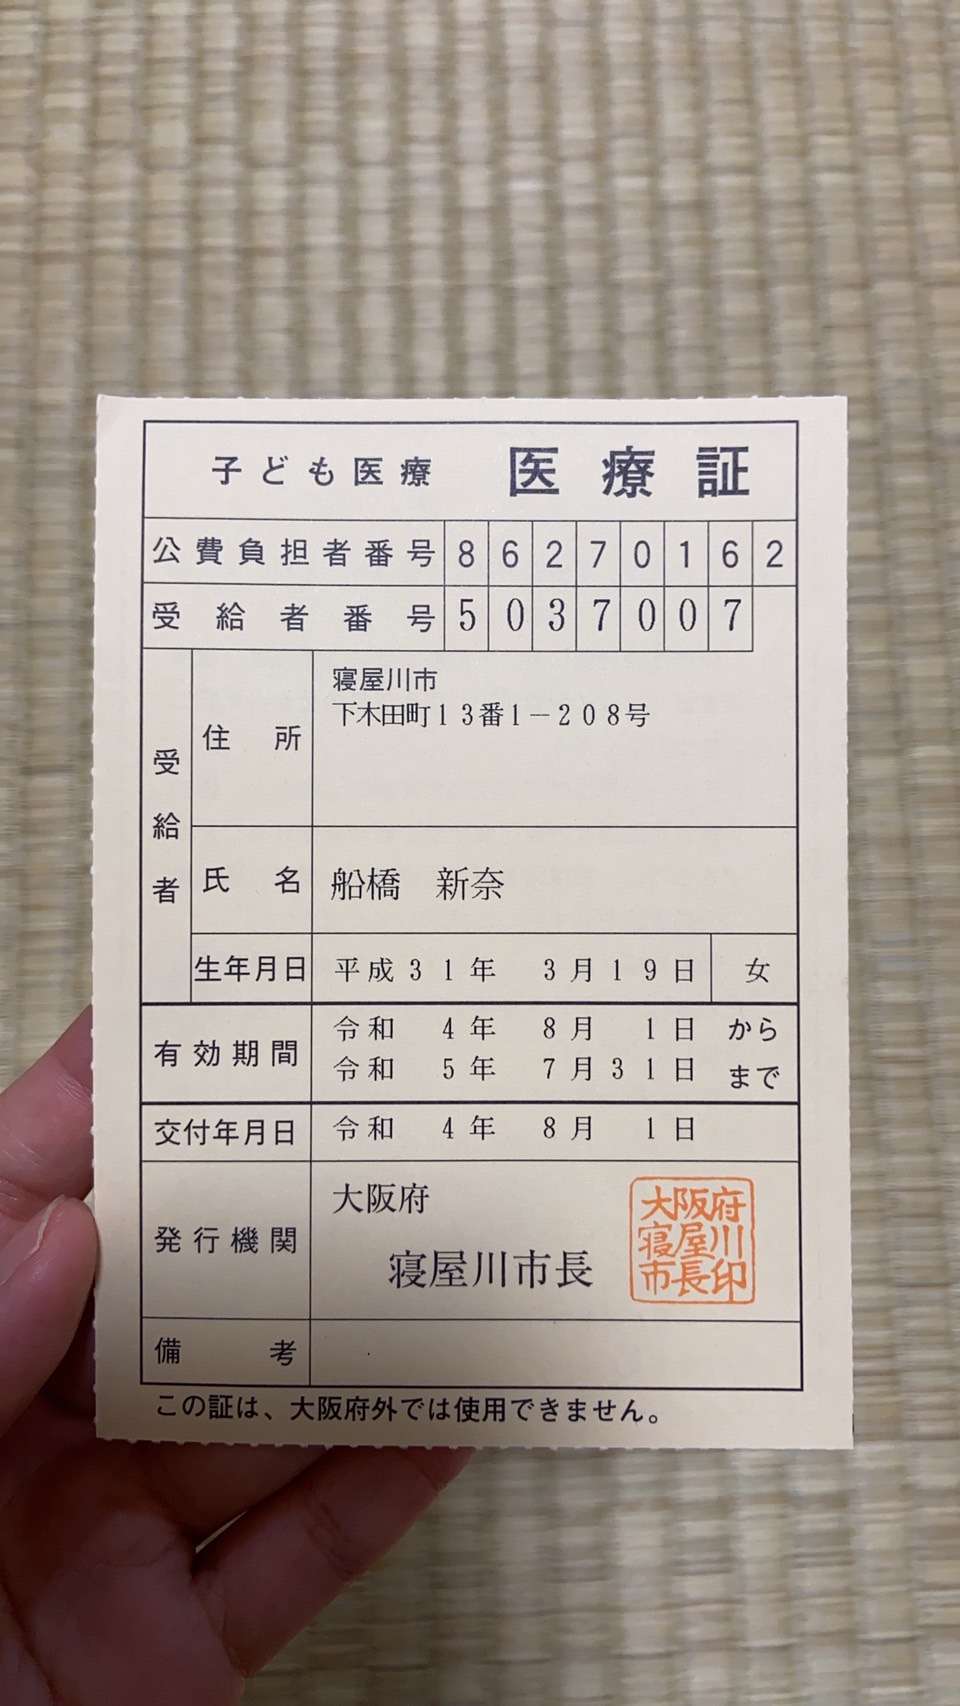 子ども医療 医療証
公費負担者番号 86270162
受給者番号 5037007
受給者
住所 寝屋川市
下木田町13番1-208号
氏名 船橋 新奈
生年月日 平成31年 3月19日 女
有効期間 令和 4年 8月 1日 から
令和 5年 7月31日 まで
交付年月日 令和 4年 8月 1日
発行機関 大阪府
寝屋川市長
大阪府
寝屋川
市長印
備考
この証は、大阪府外では使用できません。